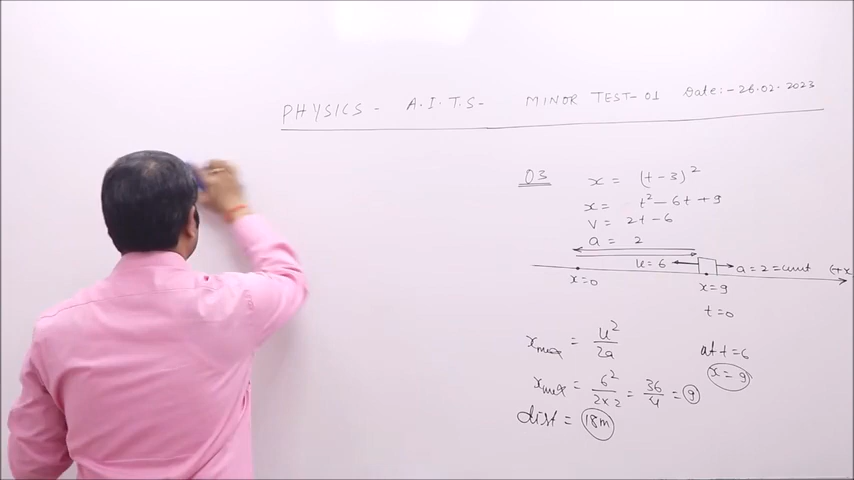 PHYSICS - A.I.T.S- MINOR TEST-01 Date:-26.02.2023
03
x = (t-3)²
x = t²-6t+9
v = 2t-6
a = 2
u=6
a=2=const (+x
x=0
x=9
t=0
xmax = u²/2a
at t=6
x=9
xmax = 6²/2×2 = 36/4 = 9
dist = 18m